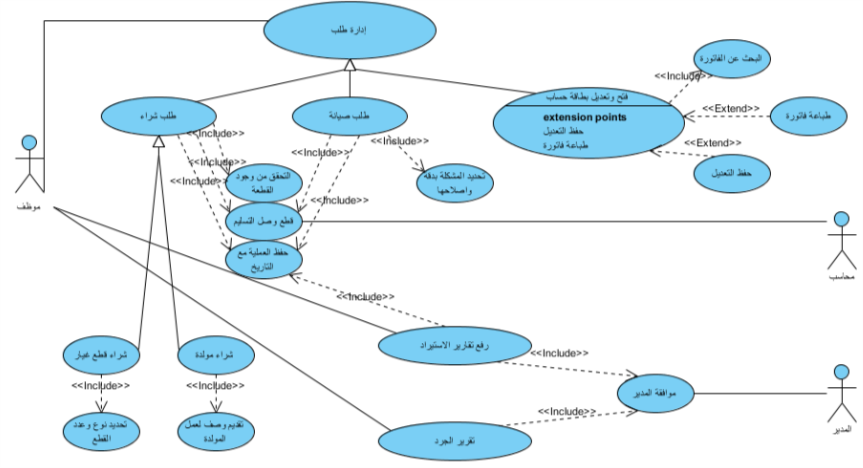 إدارة طلب
البحث عن الفاتورة
<<Include>>
فتح وتعديل بطاقة حساب
extension points
حفظ التعديل
طباعة فاتورة
<<Extend>>
طباعة فاتورة
<<Extend>>
حفظ التعديل
طلب شراء
طلب صيانة
<<Include>>
<<Include>>
<<Include>>
<<Include>>
<<Include>>
<<Include>>
التحقق من وجود
القطعة
تحديد المشكلة بدقه
واصلاحها
موظف
قطع وصل التسليم
حفظ العملية مع
التاريخ
محاسب
<<Include>>
رفع تقارير الاستيراد
<<Include>>
شراء قطع غيار
شراء مولدة
<<Include>>
<<Include>>
تحديد نوع وعدد
القطع
تقديم وصف لعمل
المولدة
موافقة المدير
المدير
<<Include>>
تقرير الجرد